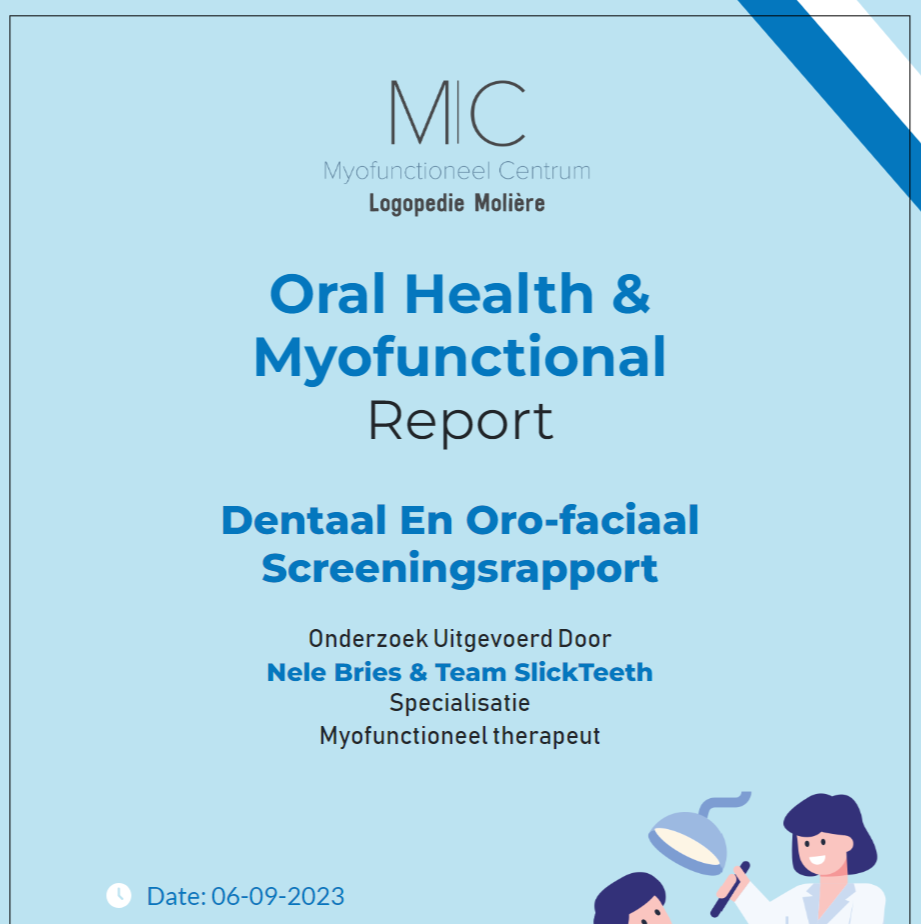 MIC
Myofunctioneel Centrum
Logopedie Molière
Oral Health &
Myofunctional
Report
Dentaal En Oro-faciaal
Screeningsrapport
Onderzoek Uitgevoerd Door
Nele Bries & Team SlickTeeth
Specialisatie
Myofunctioneel therapeut
Date: 06-09-2023